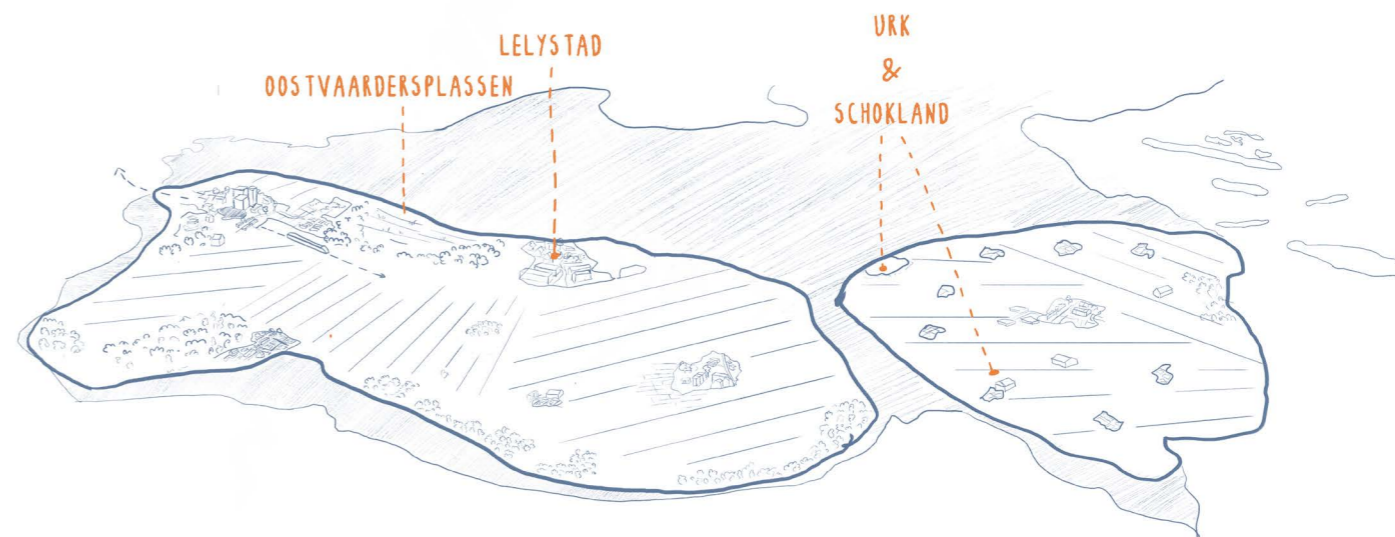 LELYSTAD
OOSTVAARDERSPLASSEN
URK
&
SCHOKLAND